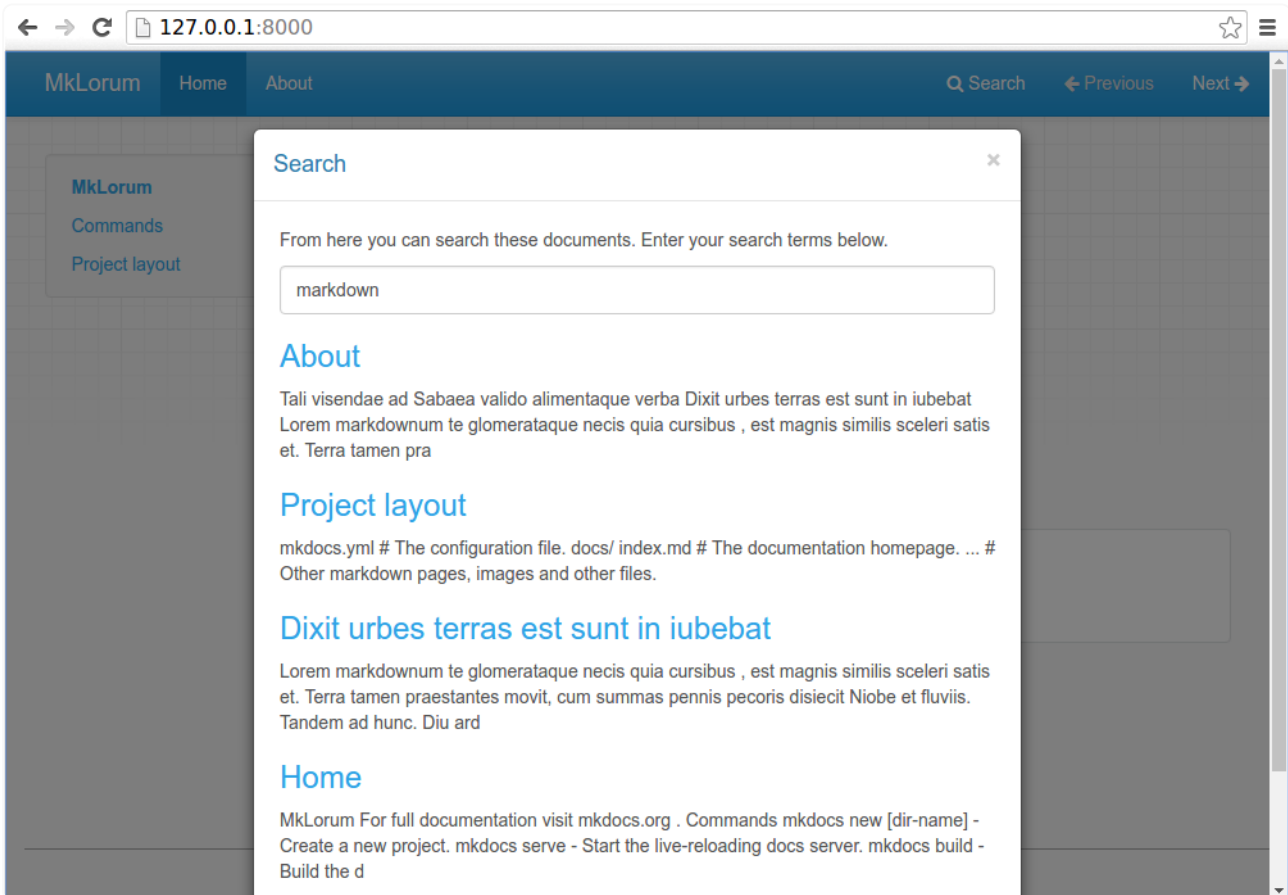 127.0.0.1:8000
MkLorum Home About Search Previous Next
Search ×
MkLorum
Commands
Project layout
From here you can search these documents. Enter your search terms below.
markdown
About
Tali visendae ad Sabaea valido alimentaque verba Dixit urbes terras est sunt in iubebat
Lorem markdownum te glomerataque necis quia cursibus , est magnis similis sceleri satis
et. Terra tamen pra
Project layout
mkdocs.yml # The configuration file. docs/ index.md # The documentation homepage. ... #
Other markdown pages, images and other files.
Dixit urbes terras est sunt in iubebat
Lorem markdownum te glomerataque necis quia cursibus , est magnis similis sceleri satis
et. Terra tamen praestantes movit, cum summas pennis pecoris disiecit Niobe et fluviis.
Tandem ad hunc. Diu ard
Home
MkLorum For full documentation visit mkdocs.org . Commands mkdocs new [dir-name] -
Create a new project. mkdocs serve - Start the live-reloading docs server. mkdocs build -
Build the d